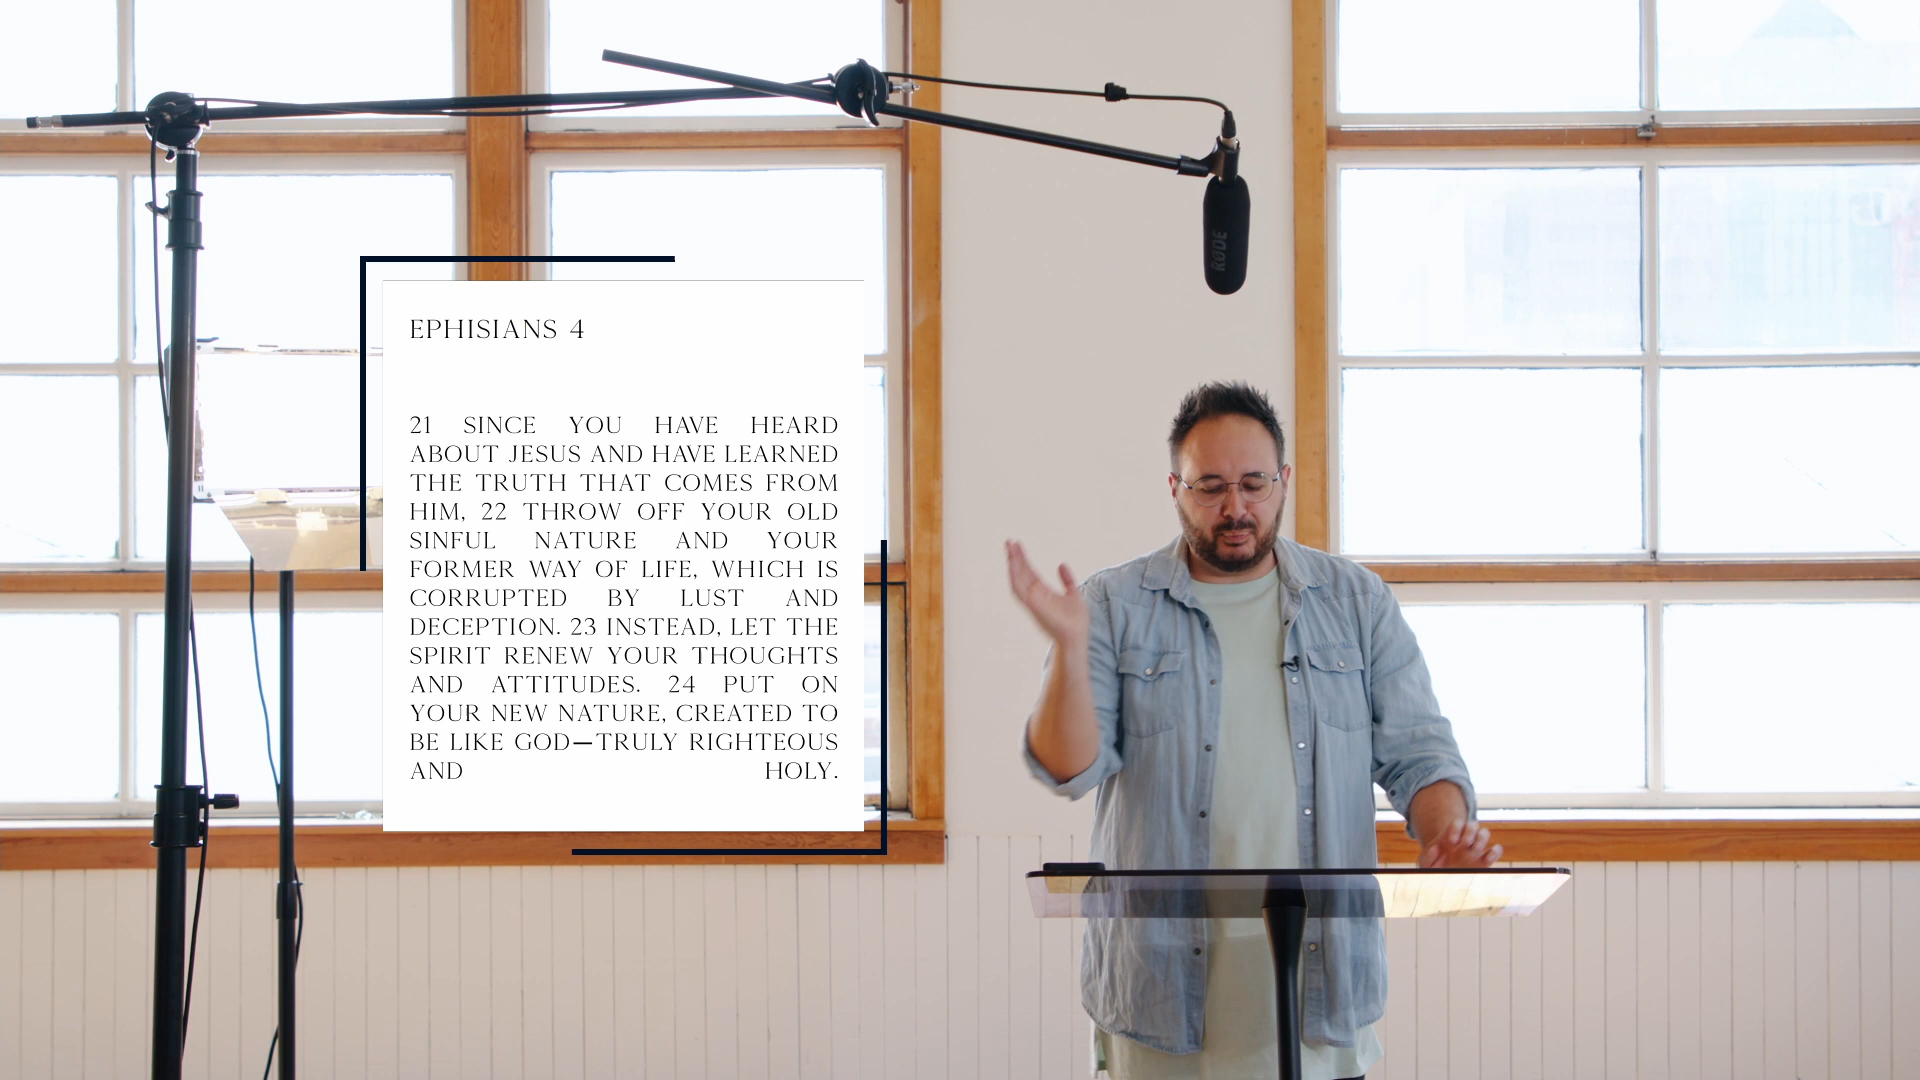 RØDE
EPHISIANS 4
21 SINCE YOU HAVE HEARD
ABOUT JESUS AND HAVE LEARNED
THE TRUTH THAT COMES FROM
HIM, 22 THROW OFF YOUR OLD
SINFUL NATURE AND YOUR
FORMER WAY OF LIFE, WHICH IS
CORRUPTED BY LUST AND
DECEPTION. 23 INSTEAD, LET THE
SPIRIT RENEW YOUR THOUGHTS
AND ATTITUDES. 24 PUT ON
YOUR NEW NATURE, CREATED TO
BE LIKE GOD—TRULY RIGHTEOUS
AND HOLY.